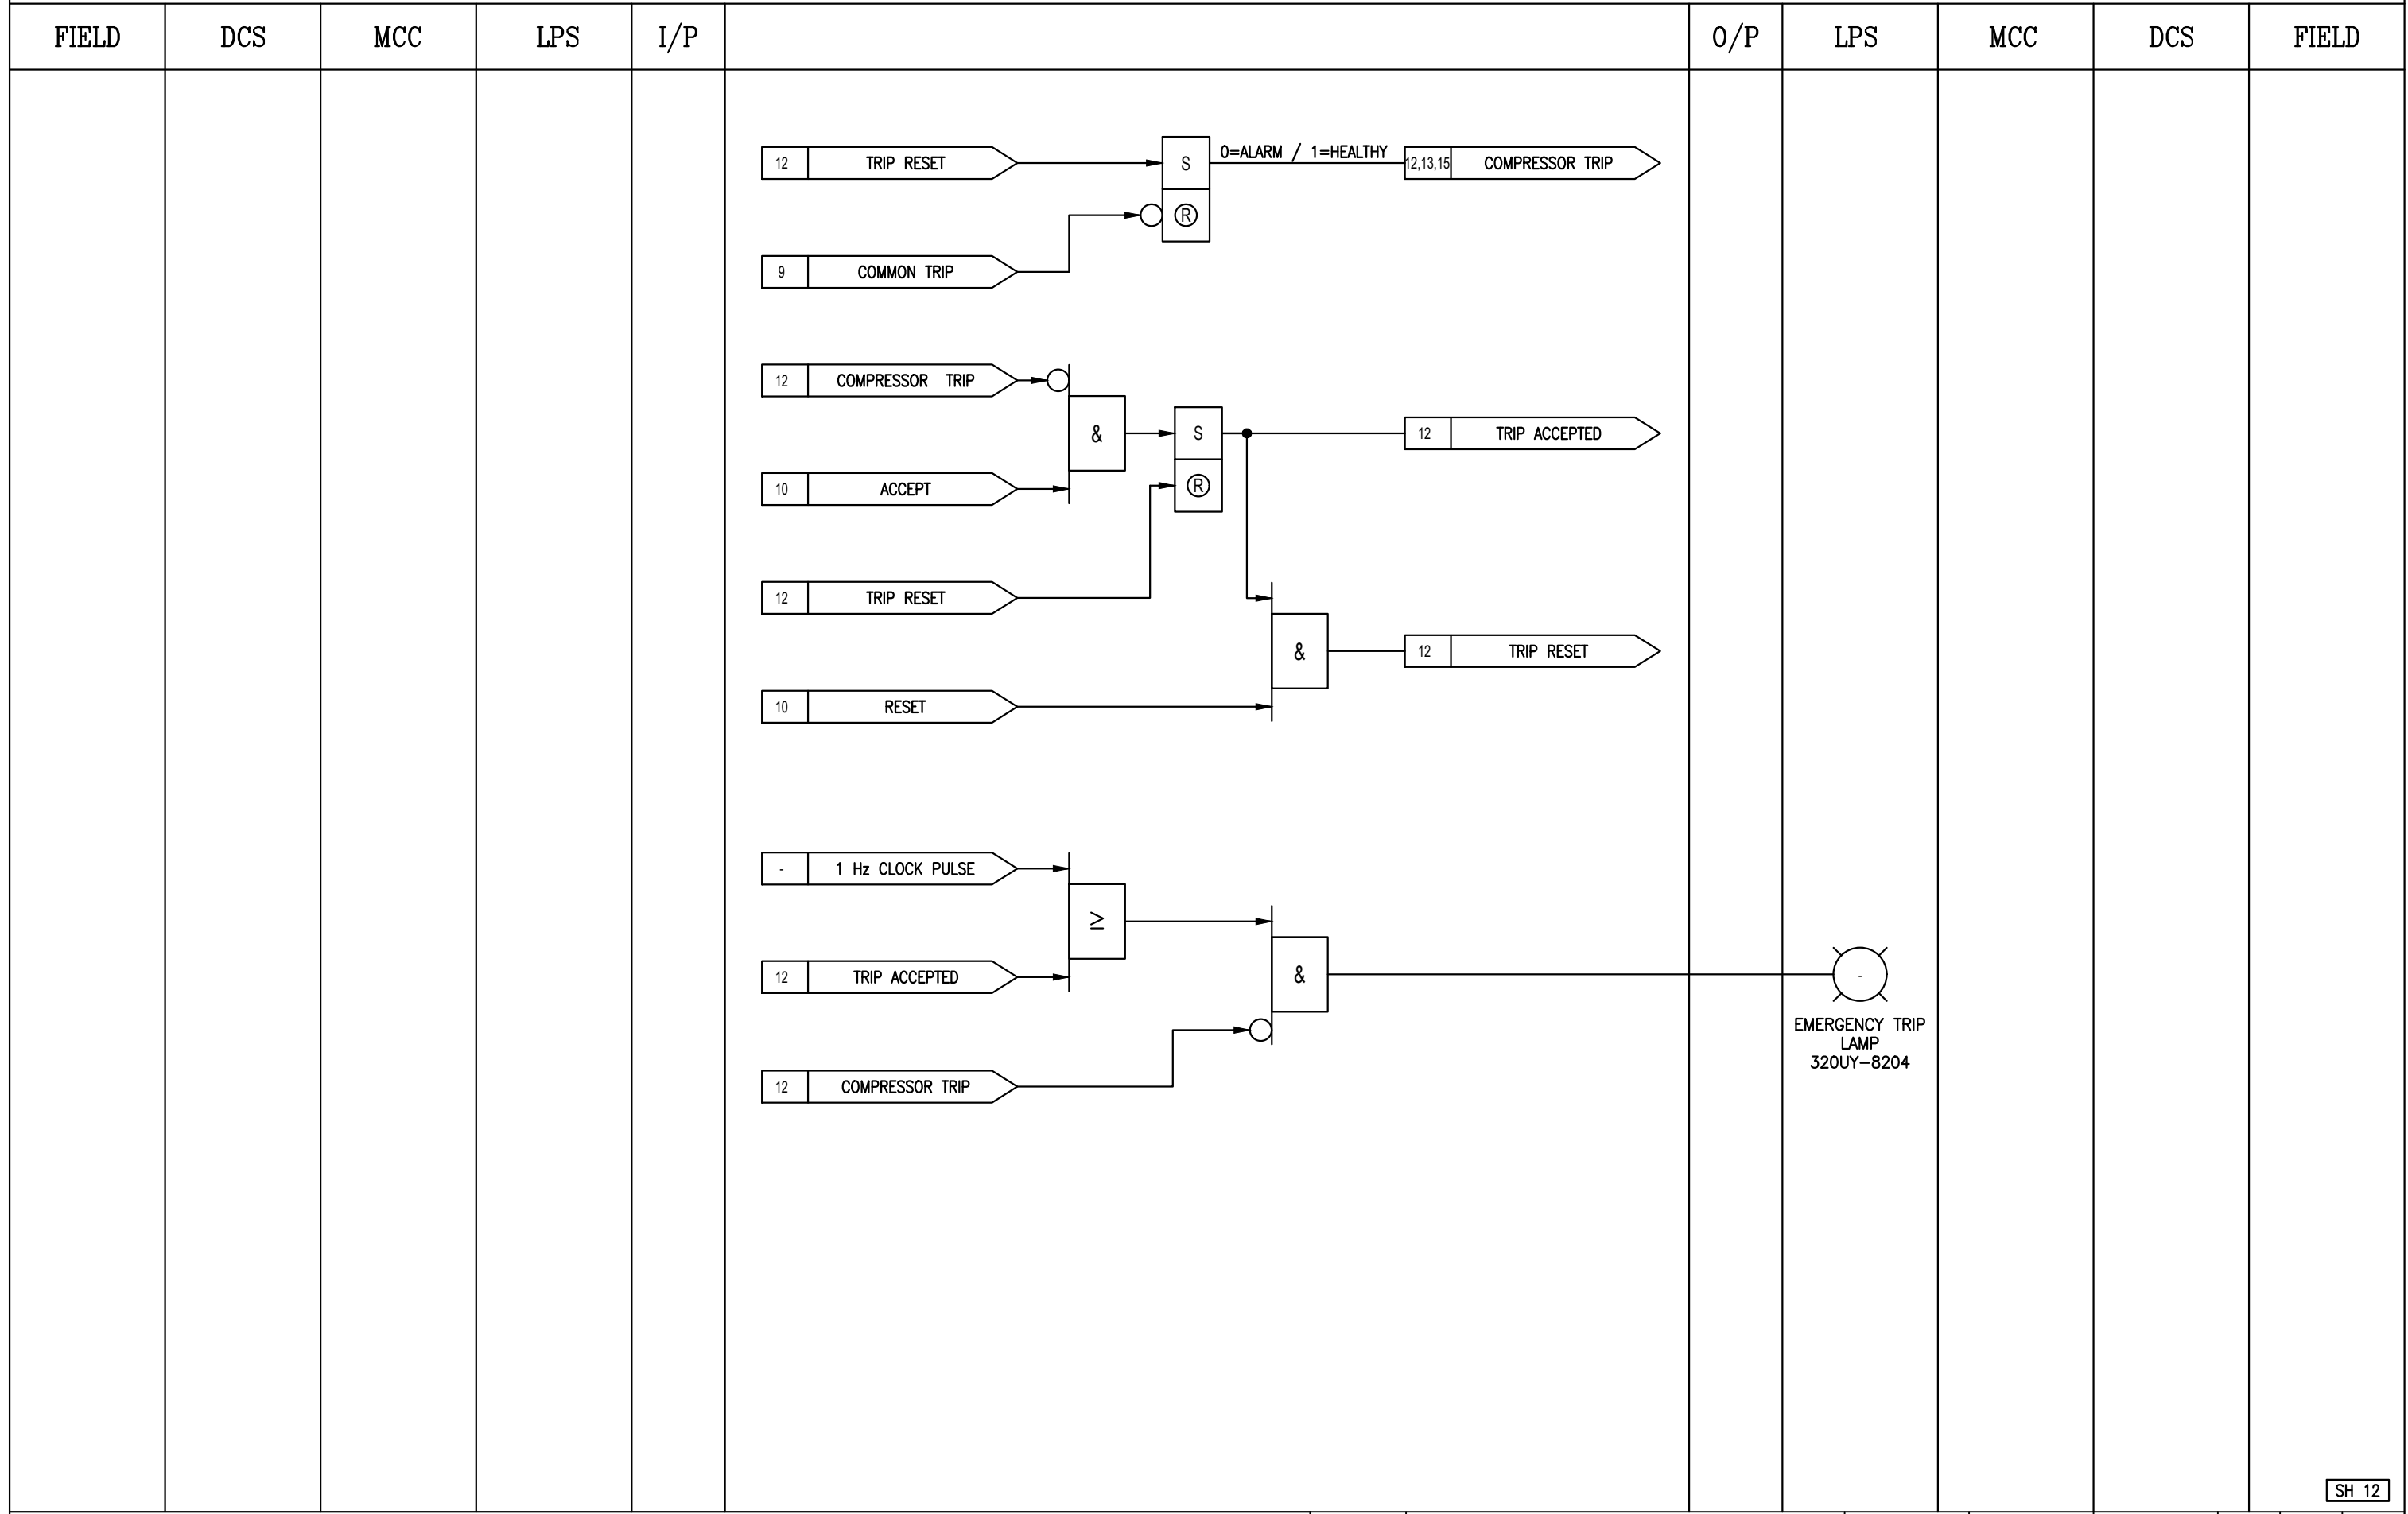 FIELD DCS MCC LPS I/P O/P LPS MCC DCS FIELD
12 TRIP RESET S 0=ALARM / 1=HEALTHY 12,13,15 COMPRESSOR TRIP
R
9 COMMON TRIP
12 COMPRESSOR TRIP
& S 12 TRIP ACCEPTED
10 ACCEPT R
12 TRIP RESET
& 12 TRIP RESET
10 RESET
- 1 Hz CLOCK PULSE
≥
12 TRIP ACCEPTED & -
EMERGENCY TRIP
LAMP
320UY-8204
12 COMPRESSOR TRIP
SH 12